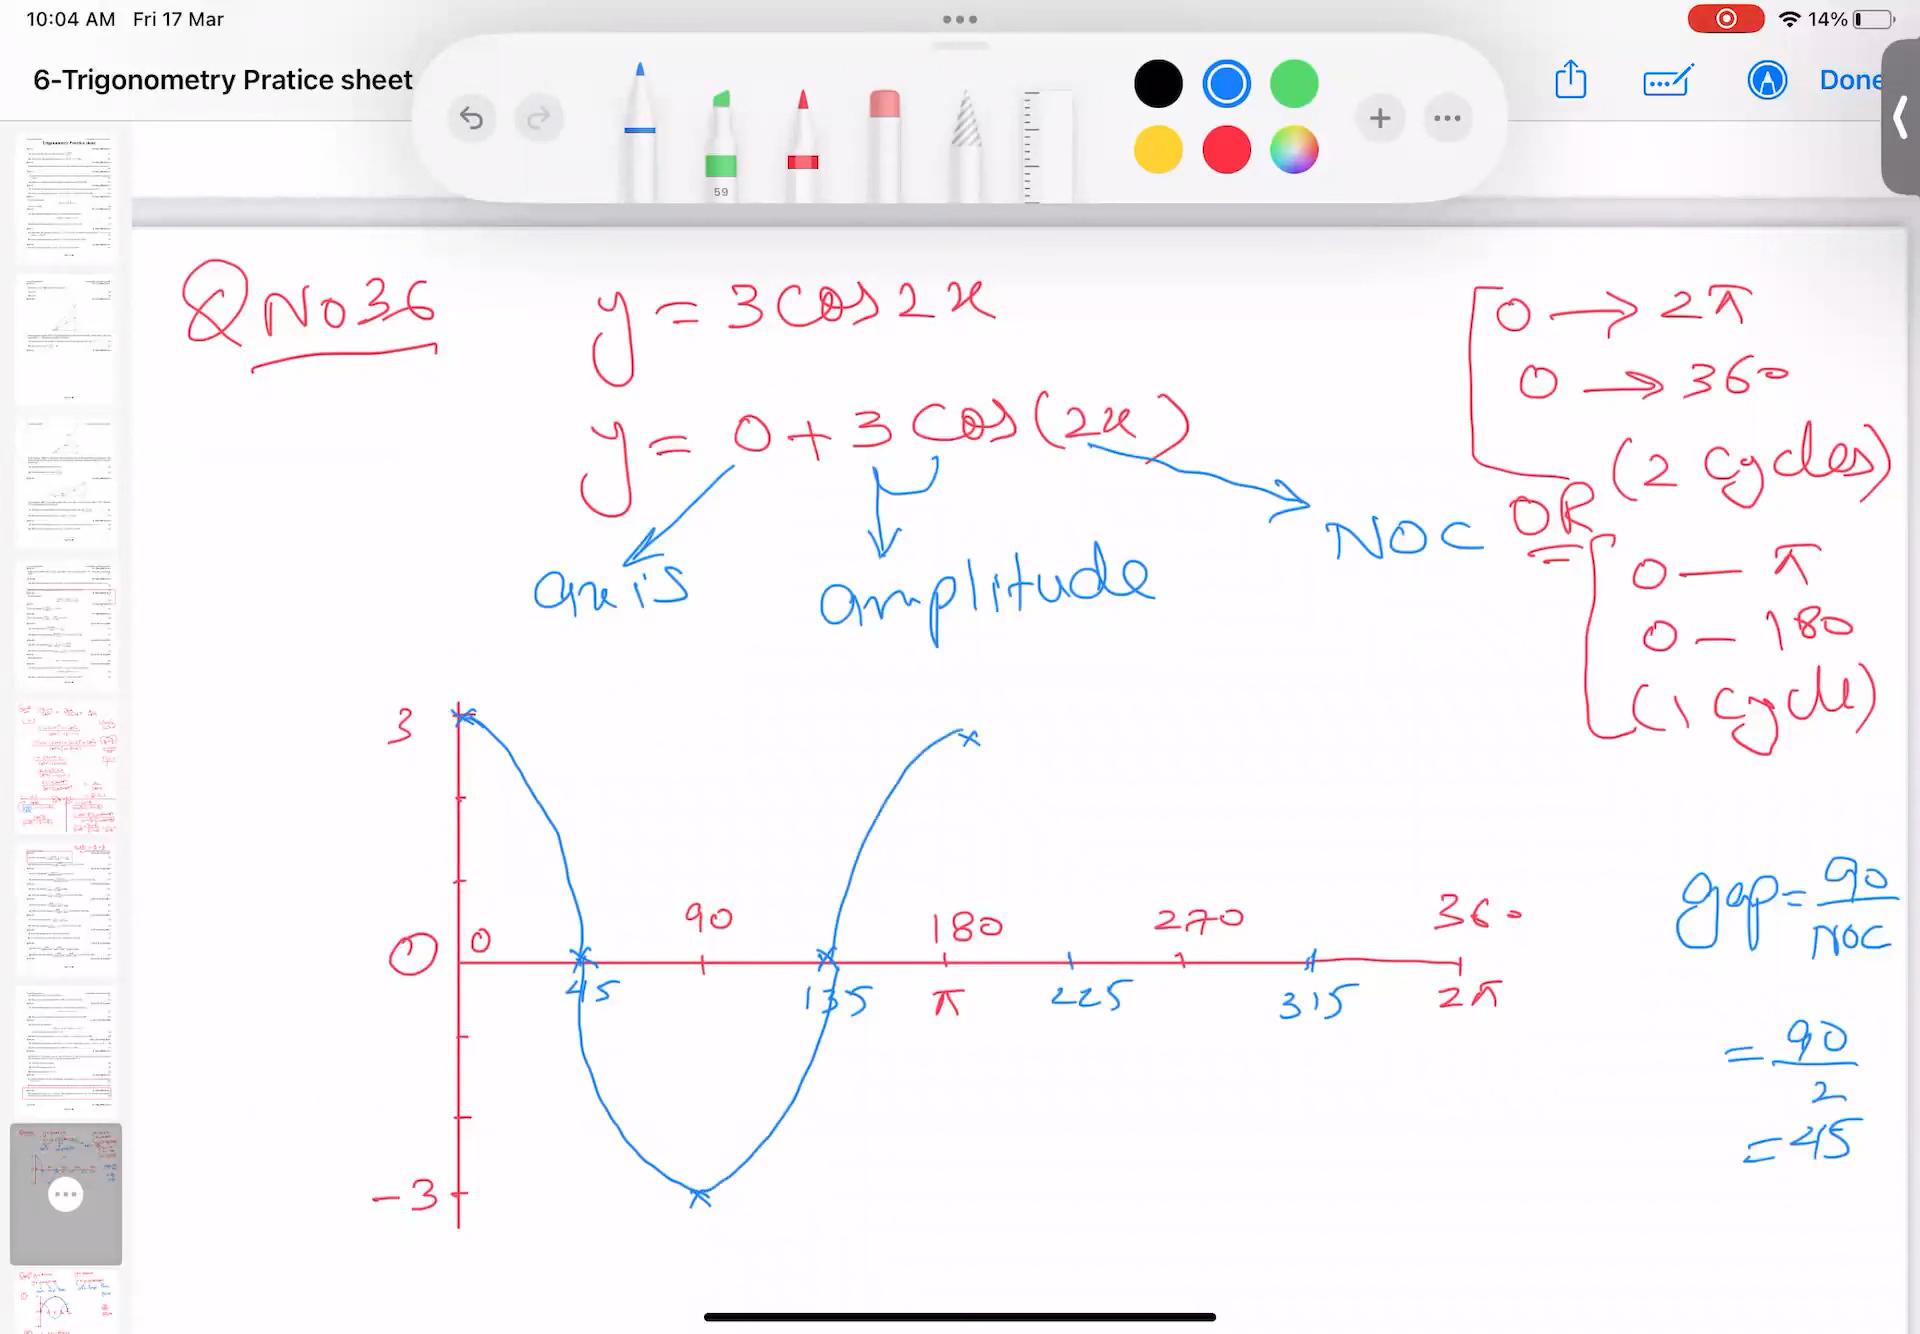 10:04 AM Fri 17 Mar
14%
6-Trigonometry Pratice sheet
59
Done
Q No 36
y = 3 cos 2x
y = 0 + 3 cos (2x)
axis
amplitude
NOC
0 → 2π
0 → 360
(2 cycles)
OR
0 — π
0 — 180
(1 cycle)
3
0
0
90
180
270
360
45
135
π
225
315
2π
-3
gap = 90/NOC
= 90/2
= 45